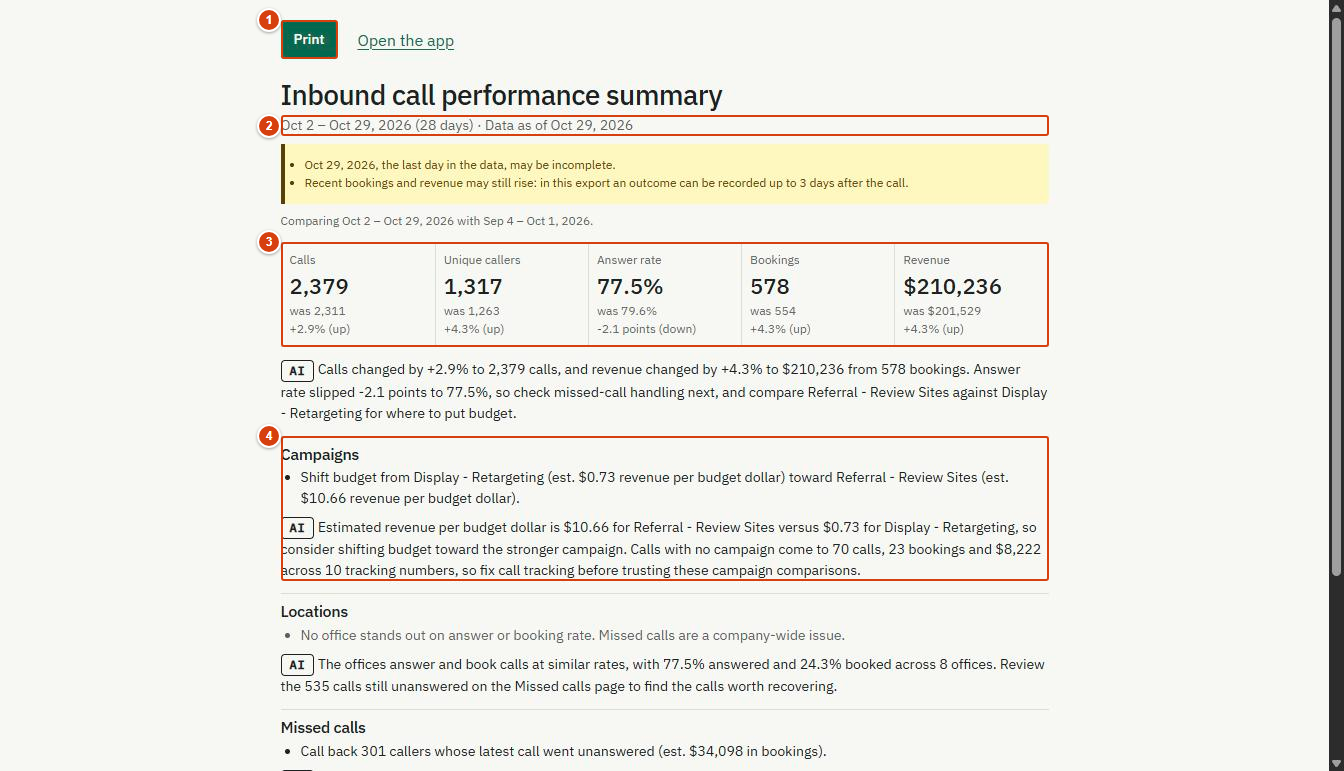 1
Print
Open the app
Inbound call performance summary
2
Oct 2 – Oct 29, 2026 (28 days) · Data as of Oct 29, 2026
• Oct 29, 2026, the last day in the data, may be incomplete.
• Recent bookings and revenue may still rise: in this export an outcome can be recorded up to 3 days after the call.
Comparing Oct 2 – Oct 29, 2026 with Sep 4 – Oct 1, 2026.
3
Calls
2,379
was 2,311
+2.9% (up)
Unique callers
1,317
was 1,263
+4.3% (up)
Answer rate
77.5%
was 79.6%
-2.1 points (down)
Bookings
578
was 554
+4.3% (up)
Revenue
$210,236
was $201,529
+4.3% (up)
AI Calls changed by +2.9% to 2,379 calls, and revenue changed by +4.3% to $210,236 from 578 bookings. Answer
rate slipped -2.1 points to 77.5%, so check missed-call handling next, and compare Referral - Review Sites against Display
- Retargeting for where to put budget.
4
Campaigns
• Shift budget from Display - Retargeting (est. $0.73 revenue per budget dollar) toward Referral - Review Sites (est.
$10.66 revenue per budget dollar).
AI Estimated revenue per budget dollar is $10.66 for Referral - Review Sites versus $0.73 for Display - Retargeting, so
consider shifting budget toward the stronger campaign. Calls with no campaign come to 70 calls, 23 bookings and $8,222
across 10 tracking numbers, so fix call tracking before trusting these campaign comparisons.
Locations
• No office stands out on answer or booking rate. Missed calls are a company-wide issue.
AI The offices answer and book calls at similar rates, with 77.5% answered and 24.3% booked across 8 offices. Review
the 535 calls still unanswered on the Missed calls page to find the calls worth recovering.
Missed calls
• Call back 301 callers whose latest call went unanswered (est. $34,098 in bookings).